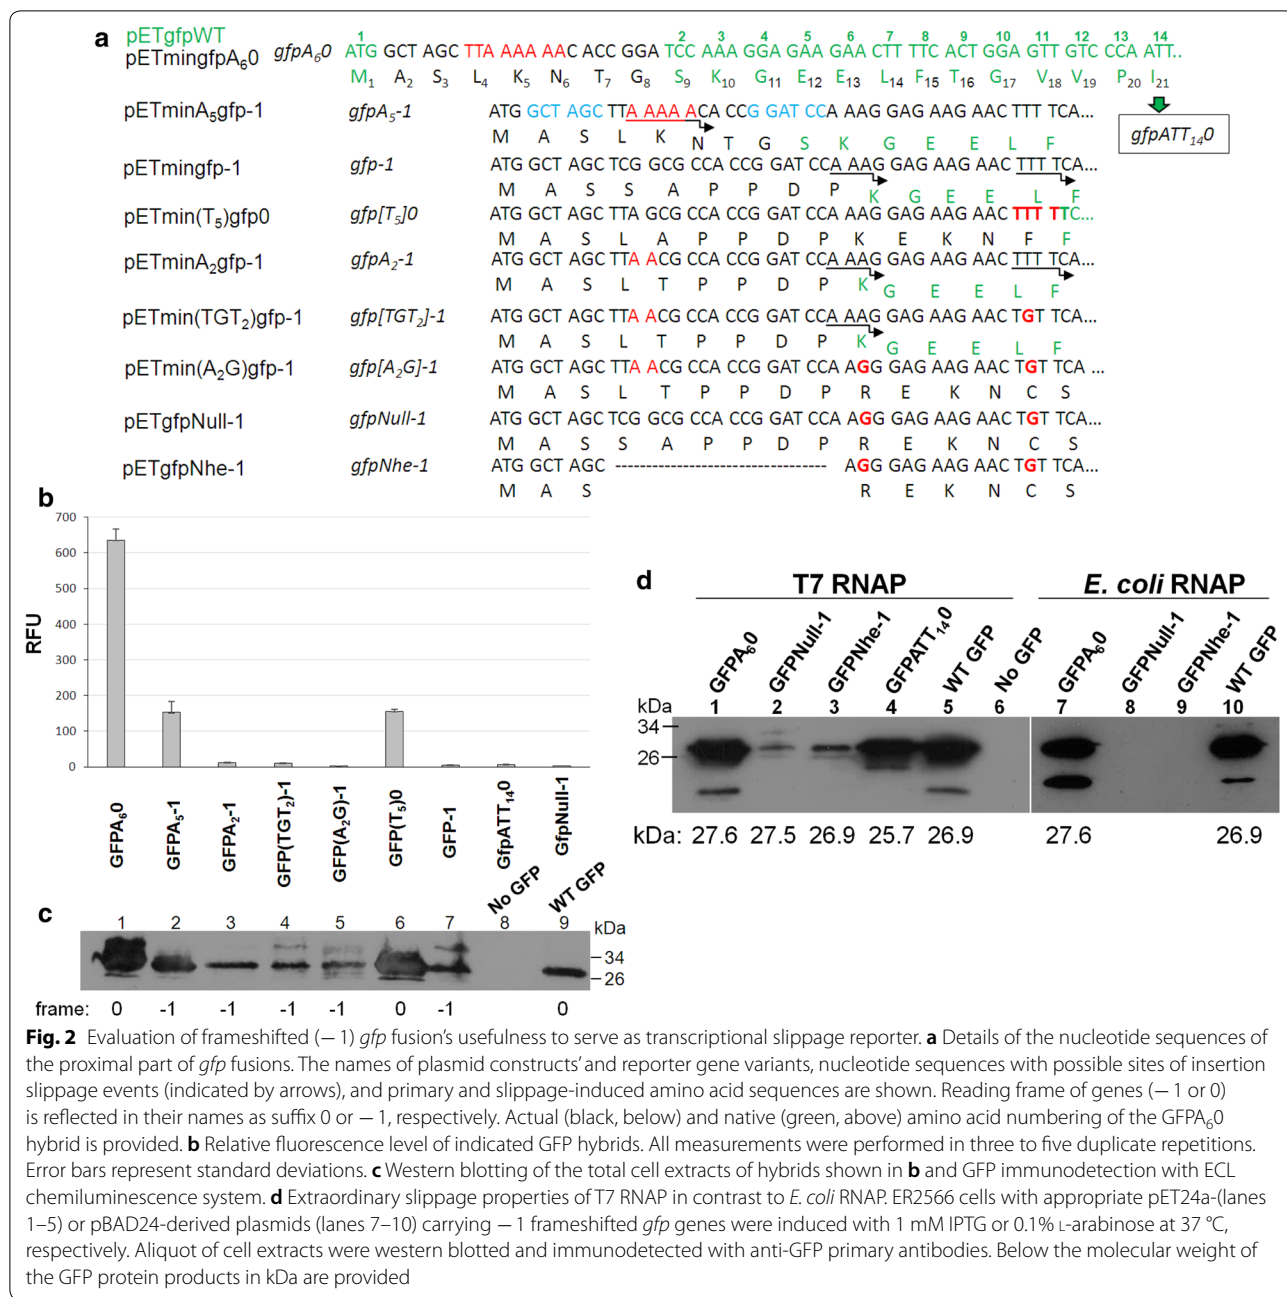 a
pETgfpWT
1 2 3 4 5 6 7 8 9 10 11 12 13 14
pETmingfpA60 gfpA60 ATG GCT AGC TTA AAAA AAC ACC GGA TCC AAA GGA GAA GAA CTT TTC ACT GGA GTT GTC CCA ATT..
M1 A2 S3 L4 K5 N6 T7 G8 S9 K10 G11 E12 E13 L14 F15 T16 G17 V18 V19 P20 I21
pETminA5gfp-1 gfpA5-1 ATG GCT AGC TTA AAAA ACA CCG GAT CCA AAG GAG AAG AAC TTT TCA...
M A S L K N T G S K G E E L F
gfpATT140
pETmingfp-1 gfp-1 ATG GCT AGC TCG GCG CCA CCG GAT CCA AAG GAG AAG AAC TTT TCA...
M A S S A P P D P K G E E L F
pETmin(T5)gfp0 gfp[T5]0 ATG GCT AGC TTA GCG CCA CCG GAT CCA AAG GAG AAG AAC TTT TTC...
M A S L A P P D P K E K N F F
pETminA2gfp-1 gfpA2-1 ATG GCT AGC TTA ACG CCA CCG GAT CCA AAG GAG AAG AAC TTT TCA...
M A S L T P P D P K G E E L F
pETmin(TGT2)gfp-1 gfp[TGT2]-1 ATG GCT AGC TTA ACG CCA CCG GAT CCA AAG GAG AAG AAC TGT TCA...
M A S L T P P D P K G E E L F
pETmin(A2G)gfp-1 gfp[A2G]-1 ATG GCT AGC TTA ACG CCA CCG GAT CCA AGG GAG AAG AAC TGT TCA ...
M A S L T P P D P R E K N C S
pETgfpNull-1 gfpNull-1 ATG GCT AGC TCG GCG CCA CCG GAT CCA AGG GAG AAG AAC TGT TCA...
M A S S A P P D P R E K N C S
pETgfpNhe-1 gfpNhe-1 ATG GCT AGC -------------------------------- AGG GAG AAG AAC TGT TCA...
M A S R E K N C S
b
RFU
700
600
500
400
300
200
100
0
GFPA60 GFPA5-1 GFPA2-1 GFP(TGT2)-1 GFP(A2G)-1 GFP(T5)0 GFP-1 GfpATT140 GfpNull-1
c
No GFP WT GFP
1 2 3 4 5 6 7 8 9 kDa
34
26
frame: 0 -1 -1 -1 -1 0 -1 0
d
T7 RNAP E. coli RNAP
GFPA60 GFPNull-1 GFPNhe-1 GFPATT140 WT GFP No GFP GFPA60 GFPNull-1 GFPNhe-1 WT GFP
kDa 1 2 3 4 5 6 7 8 9 10
34
26
kDa: 27.6 27.5 26.9 25.7 26.9 27.6 26.9
Fig. 2 Evaluation of frameshifted (− 1) gfp fusion's usefulness to serve as transcriptional slippage reporter. a Details of the nucleotide sequences of
the proximal part of gfp fusions. The names of plasmid constructs' and reporter gene variants, nucleotide sequences with possible sites of insertion
slippage events (indicated by arrows), and primary and slippage-induced amino acid sequences are shown. Reading frame of genes (− 1 or 0)
is reflected in their names as suffix 0 or − 1, respectively. Actual (black, below) and native (green, above) amino acid numbering of the GFPA60
hybrid is provided. b Relative fluorescence level of indicated GFP hybrids. All measurements were performed in three to five duplicate repetitions.
Error bars represent standard deviations. c Western blotting of the total cell extracts of hybrids shown in b and GFP immunodetection with ECL
chemiluminescence system. d Extraordinary slippage properties of T7 RNAP in contrast to E. coli RNAP. ER2566 cells with appropriate pET24a-(lanes
1–5) or pBAD24-derived plasmids (lanes 7–10) carrying − 1 frameshifted gfp genes were induced with 1 mM IPTG or 0.1% L-arabinose at 37 °C,
respectively. Aliquot of cell extracts were western blotted and immunodetected with anti-GFP primary antibodies. Below the molecular weight of
the GFP protein products in kDa are provided